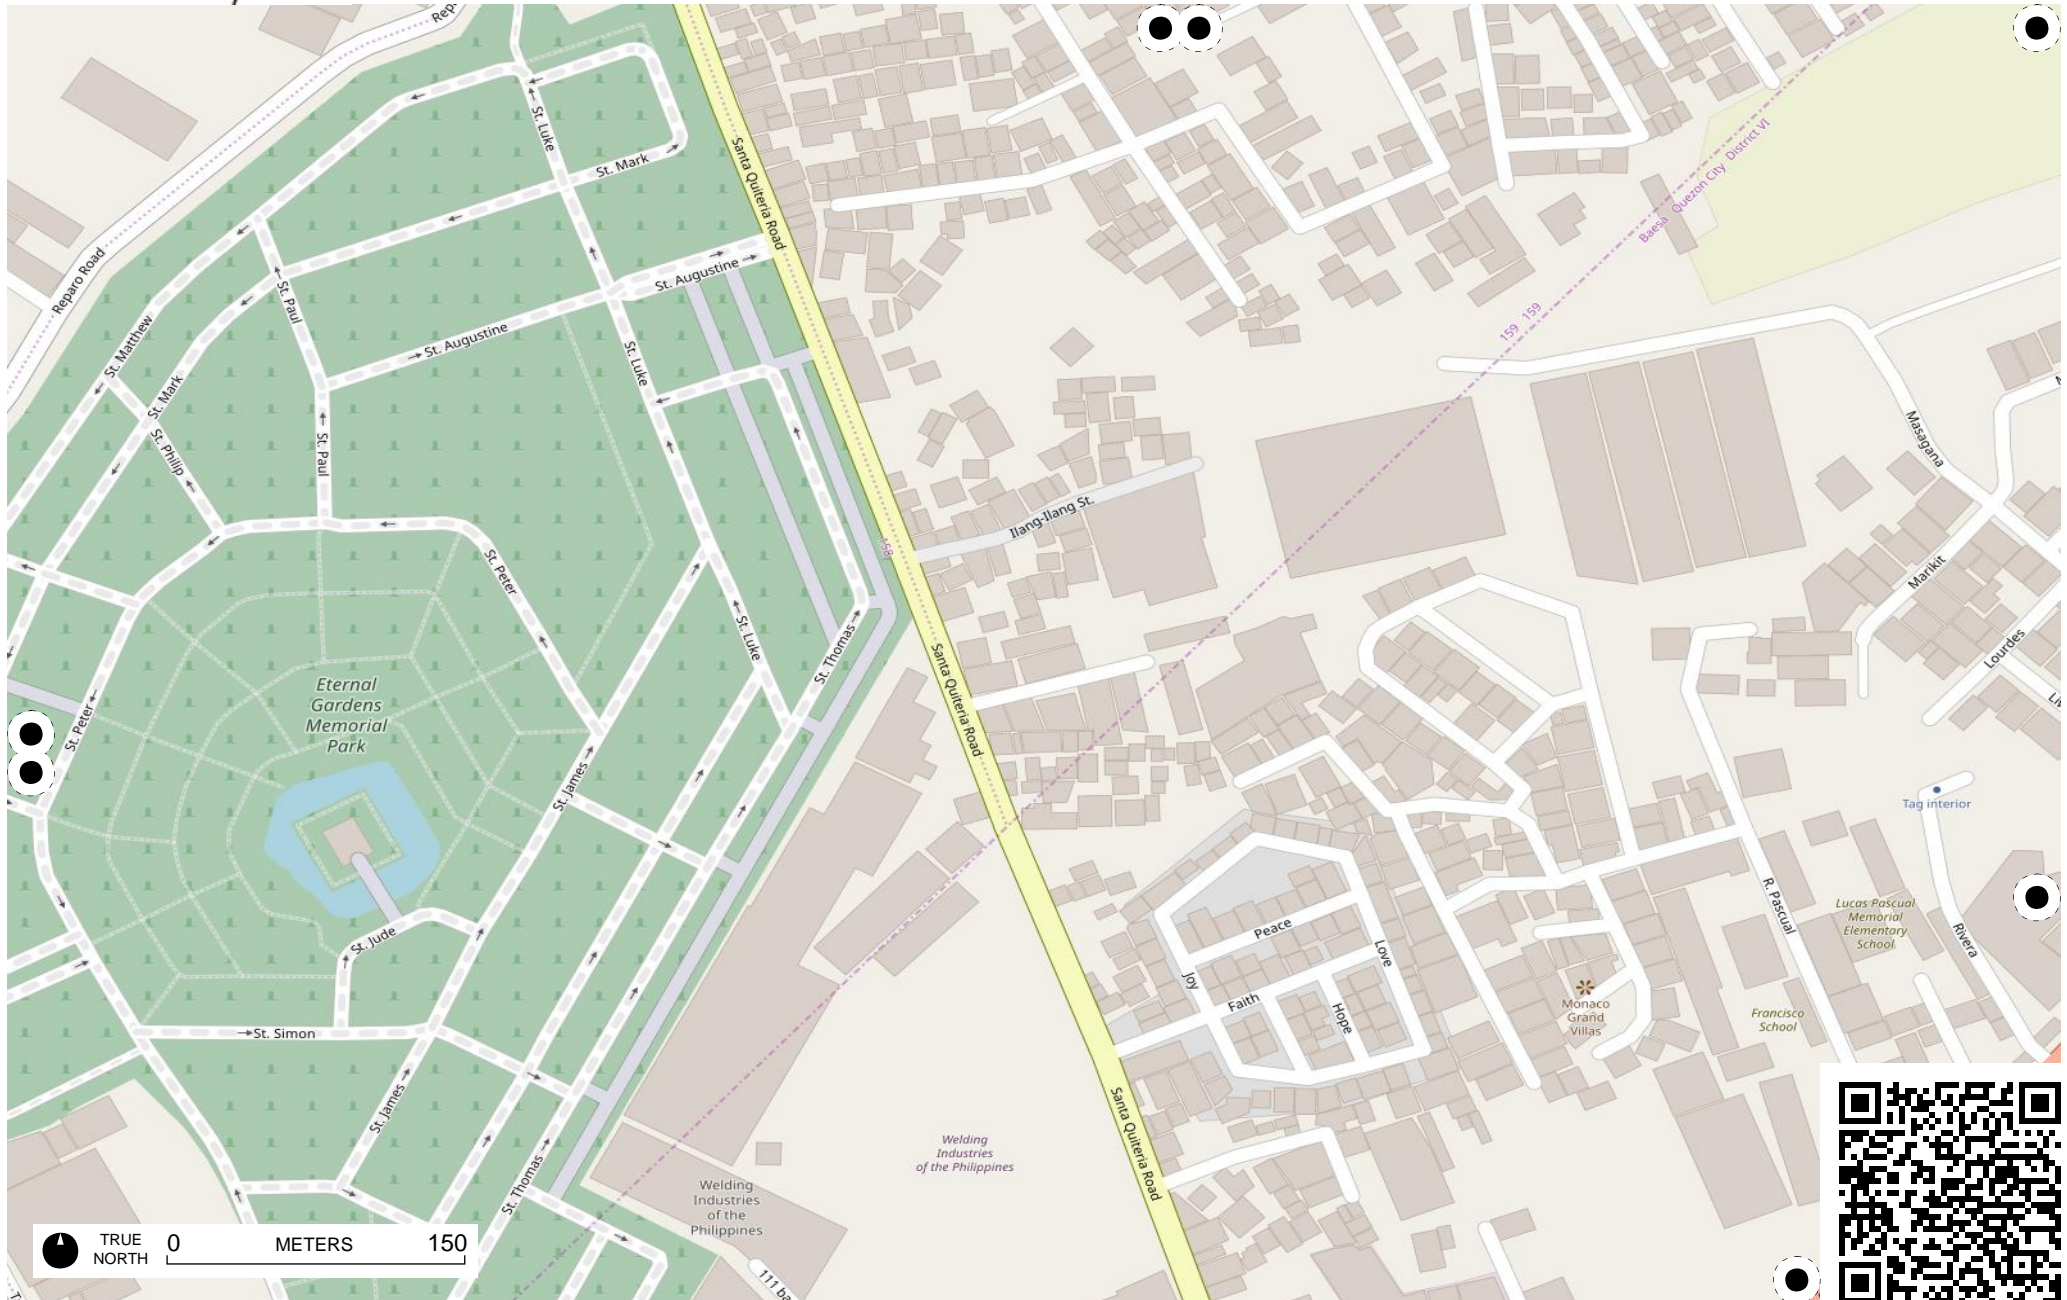 Reparo Road
St. Luke
St. Mark
Santa Quiteria Road
St. Augustine
St. Paul
St. Augustine
St. Luke
St. Matthew
St. Mark
St. Philip
St. Paul
St. Peter
St. Luke
St. Thomas
158
Ilang-Ilang St.
Baesa Quezon City District VI
159 159
Masagana
Marikit
Lourdes
Santa Quiteria Road
Eternal
Gardens
Memorial
Park
St. Peter
St. James
St. Jude
St. Simon
St. James
St. Thomas
Tag interior
R. Pascual
Lucas Pascual
Memorial
Elementary
School
Rivera
Peace
Love
Joy
Faith
Hope
Monaco
Grand
Villas
Francisco
School
Santa Quiteria Road
Welding
Industries
of the Philippines
Welding
Industries
of the
Philippines
TRUE
NORTH
0 METERS 150